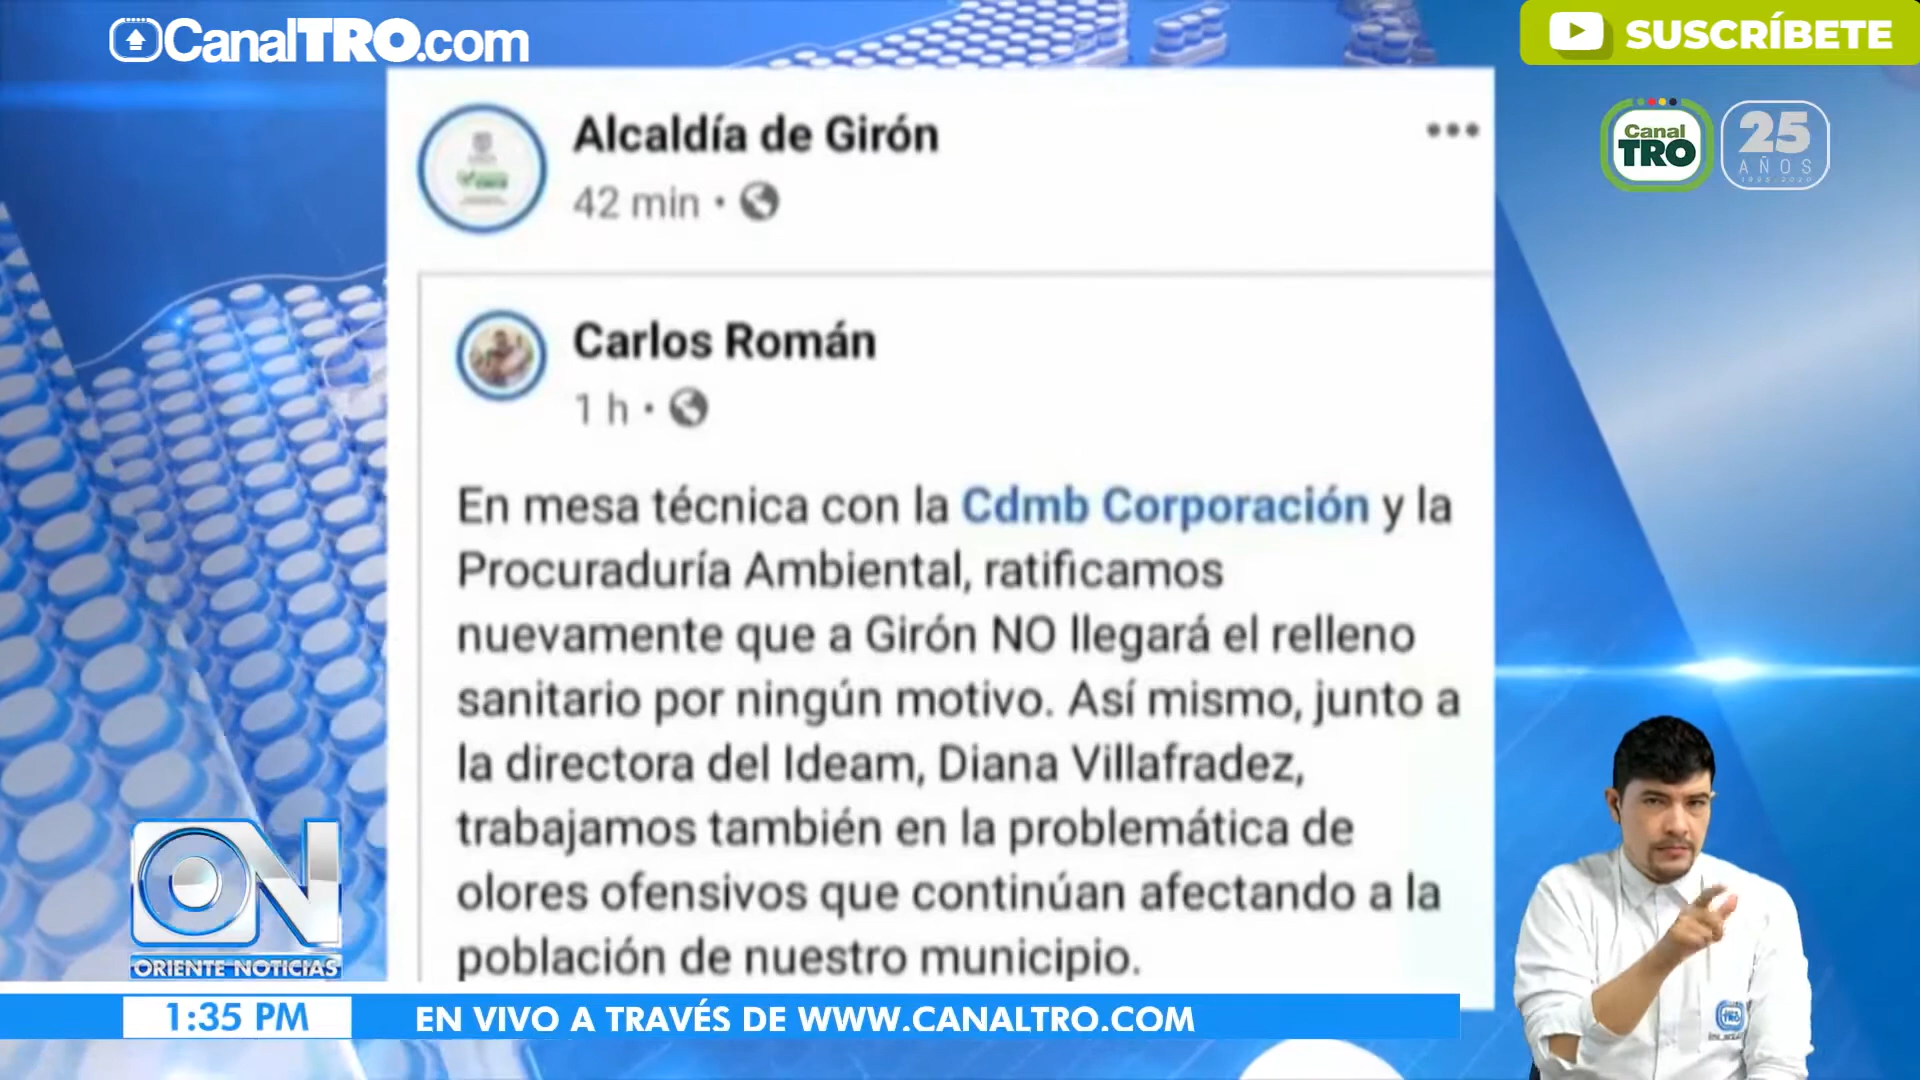 CanalTRO.com
SUSCRÍBETE
Canal
TRO
25
AÑOS
1995-2020
Alcaldía de Girón
42 min
Carlos Román
1 h
En mesa técnica con la Cdmb Corporación y la
Procuraduría Ambiental, ratificamos
nuevamente que a Girón NO llegará el relleno
sanitario por ningún motivo. Así mismo, junto a
la directora del Ideam, Diana Villafradez,
trabajamos también en la problemática de
olores ofensivos que continúan afectando a la
población de nuestro municipio.
ON
ORIENTE NOTICIAS
1:35 PM
EN VIVO A TRAVÉS DE WWW.CANALTRO.COM
TRO